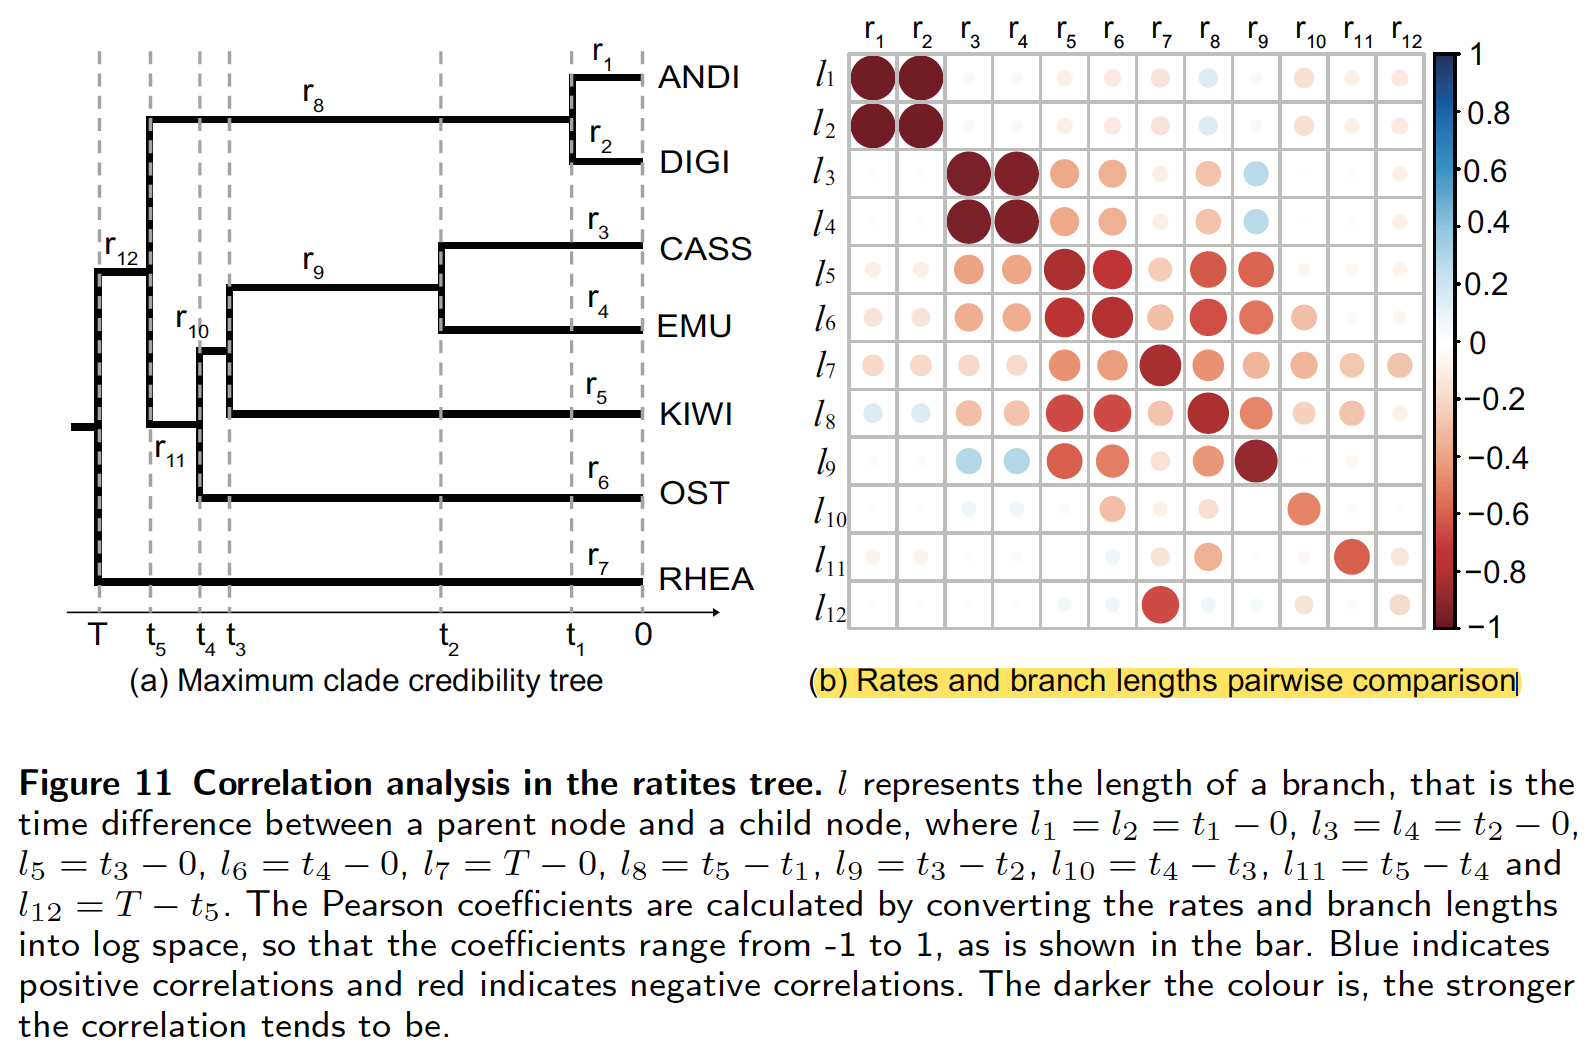 r1
ANDI
r8
r2
DIGI
r3
CASS
r12
r9
r4
EMU
r10
r5
KIWI
r11
r6
OST
r7
RHEA
T t5 t4 t3 t2 t1 0
(a) Maximum clade credibility tree
r1 r2 r3 r4 r5 r6 r7 r8 r9 r10 r11 r12
l1
l2
l3
l4
l5
l6
l7
l8
l9
l10
l11
l12
1
0.8
0.6
0.4
0.2
0
−0.2
−0.4
−0.6
−0.8
−1
(b) Rates and branch lengths pairwise comparison
Figure 11 Correlation analysis in the ratites tree. l represents the length of a branch, that is the
time difference between a parent node and a child node, where l1 = l2 = t1 − 0, l3 = l4 = t2 − 0,
l5 = t3 − 0, l6 = t4 − 0, l7 = T − 0, l8 = t5 − t1, l9 = t3 − t2, l10 = t4 − t3, l11 = t5 − t4 and
l12 = T − t5. The Pearson coefficients are calculated by converting the rates and branch lengths
into log space, so that the coefficients range from -1 to 1, as is shown in the bar. Blue indicates
positive correlations and red indicates negative correlations. The darker the colour is, the stronger
the correlation tends to be.